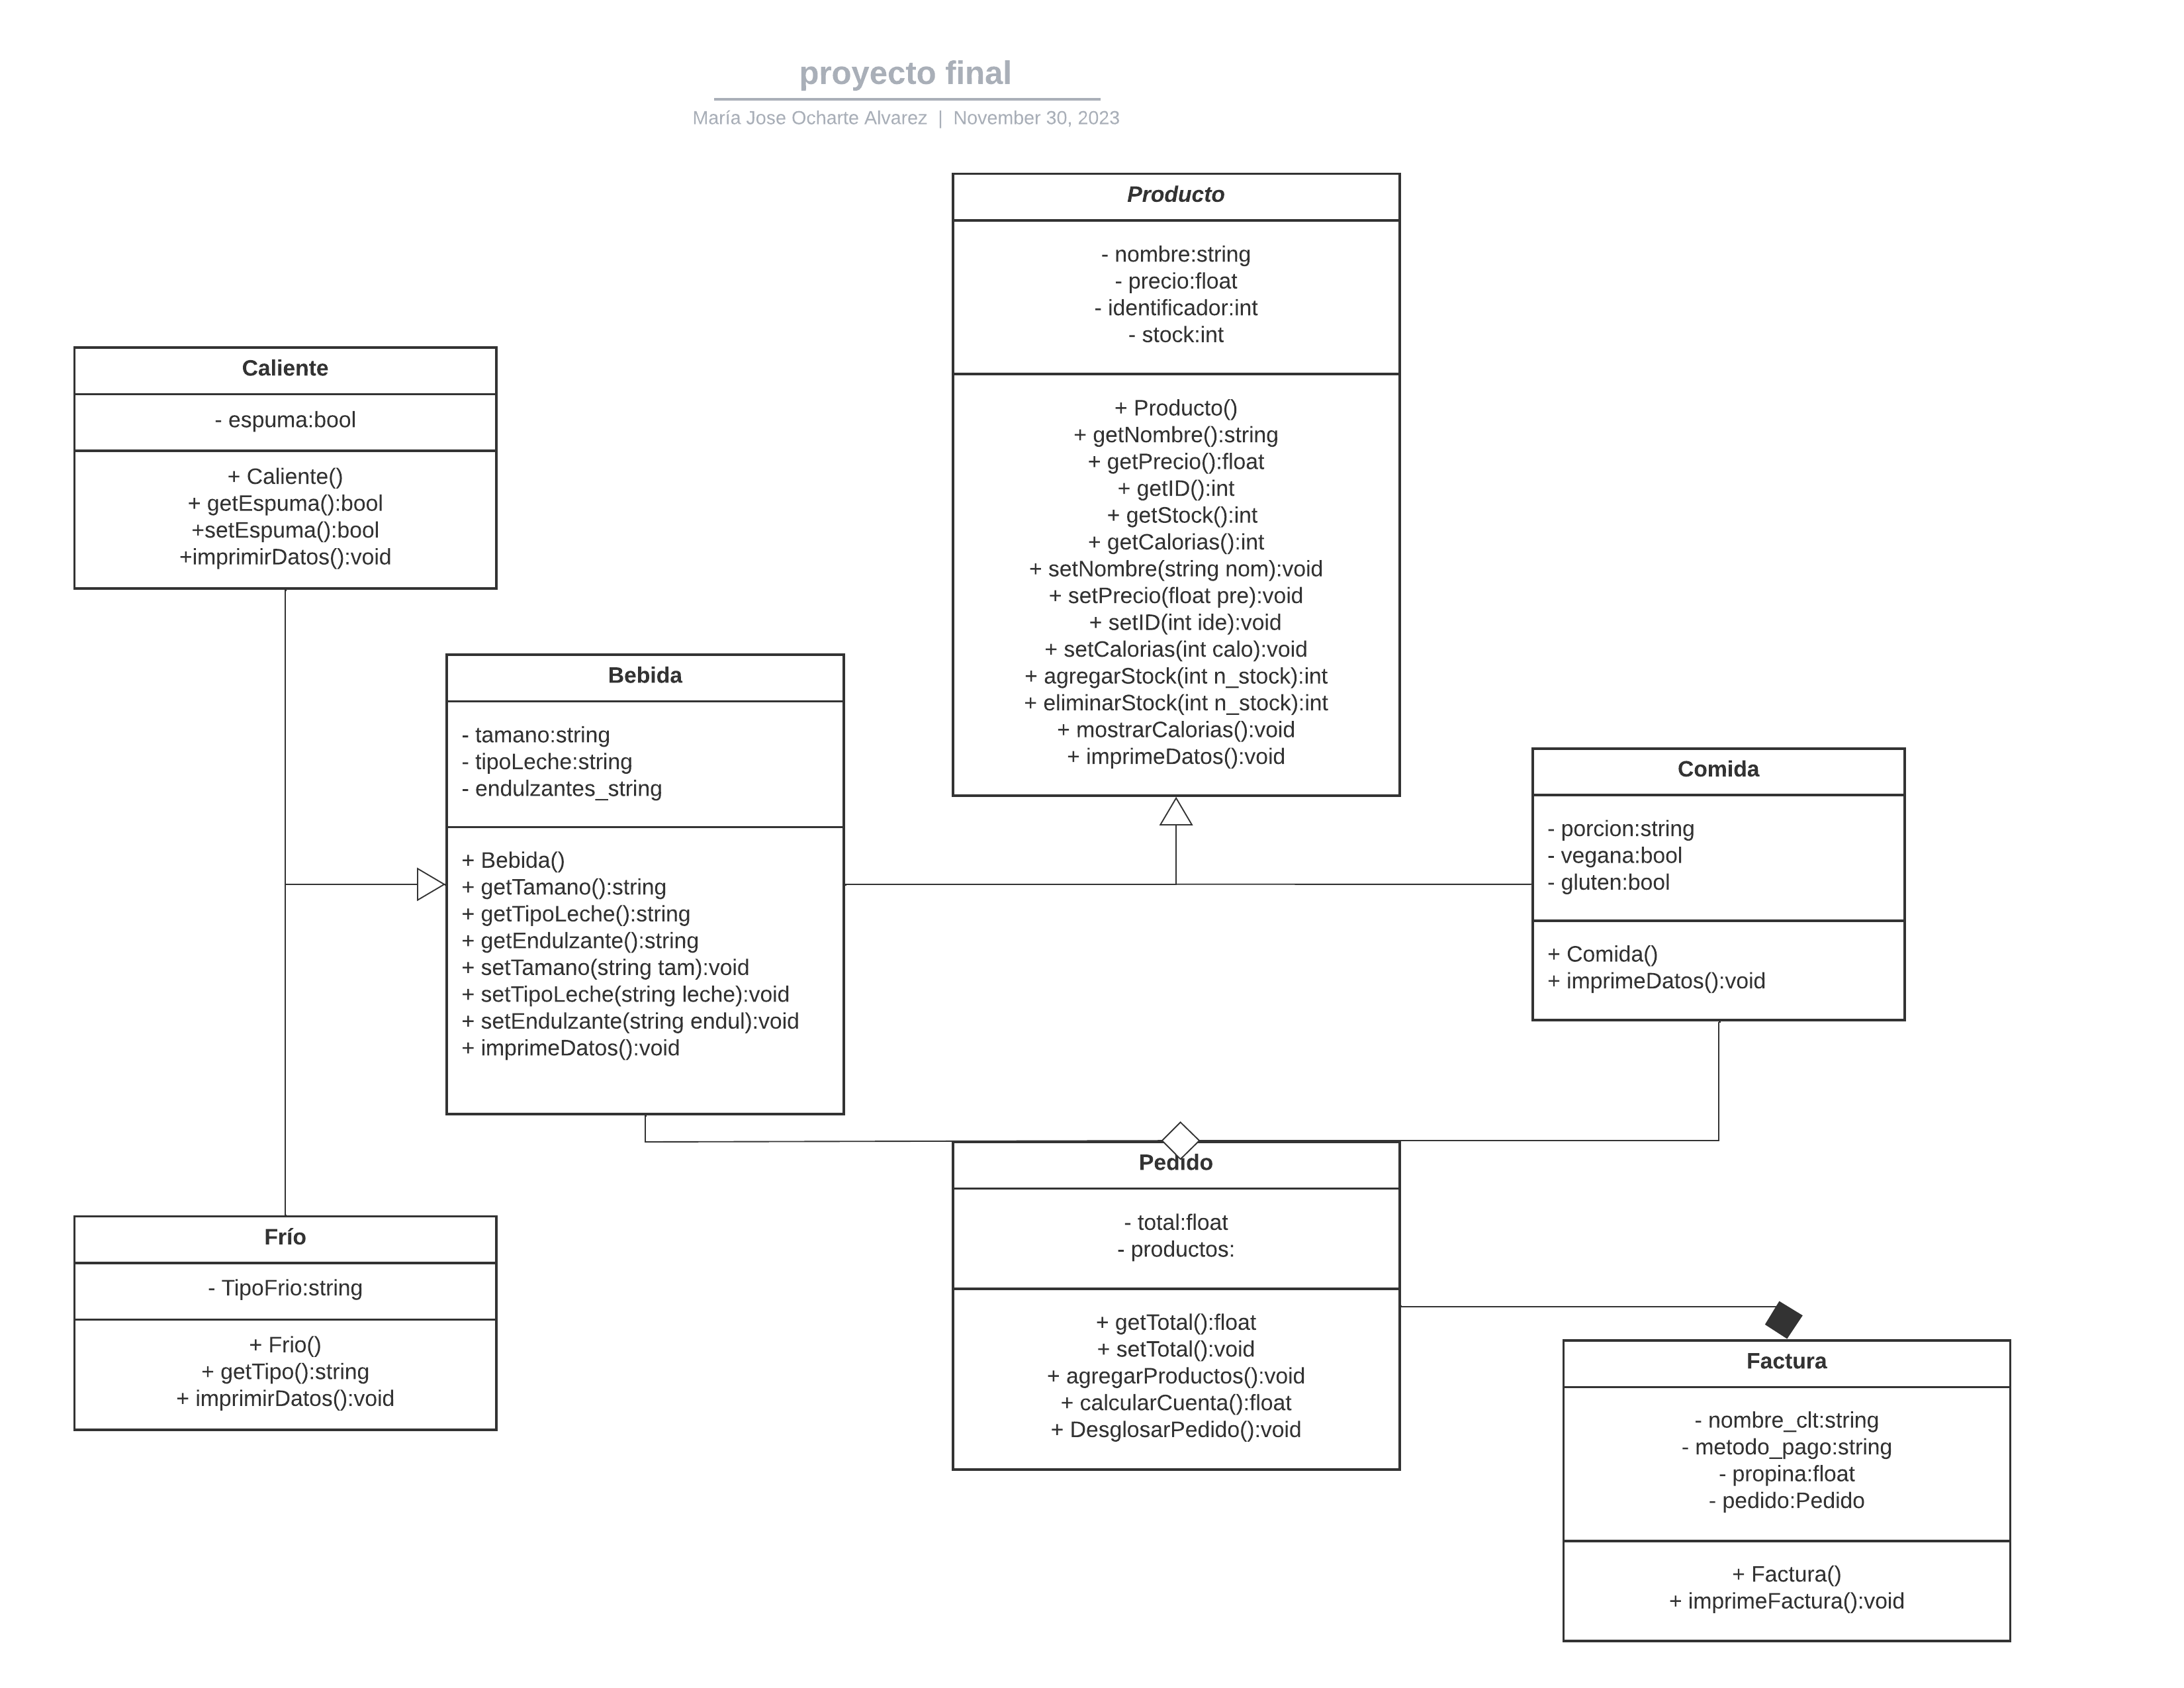 proyecto final
María Jose Ocharte Alvarez | November 30, 2023
Producto
- nombre:string
- precio:float
- identificador:int
- stock:int
+ Producto()
+ getNombre():string
+ getPrecio():float
+ getID():int
+ getStock():int
+ getCalorias():int
+ setNombre(string nom):void
+ setPrecio(float pre):void
+ setID(int ide):void
+ setCalorias(int calo):void
+ agregarStock(int n_stock):int
+ eliminarStock(int n_stock):int
+ mostrarCalorias():void
+ imprimeDatos():void
Caliente
- espuma:bool
+ Caliente()
+ getEspuma():bool
+setEspuma():bool
+imprimirDatos():void
Bebida
- tamano:string
- tipoLeche:string
- endulzantes_string
+ Bebida()
+ getTamano():string
+ getTipoLeche():string
+ getEndulzante():string
+ setTamano(string tam):void
+ setTipoLeche(string leche):void
+ setEndulzante(string endul):void
+ imprimeDatos():void
Comida
- porcion:string
- vegana:bool
- gluten:bool
+ Comida()
+ imprimeDatos():void
Frío
- TipoFrio:string
+ Frio()
+ getTipo():string
+ imprimirDatos():void
Pedido
- total:float
- productos:
+ getTotal():float
+ setTotal():void
+ agregarProductos():void
+ calcularCuenta():float
+ DesglosarPedido():void
Factura
- nombre_clt:string
- metodo_pago:string
- propina:float
- pedido:Pedido
+ Factura()
+ imprimeFactura():void